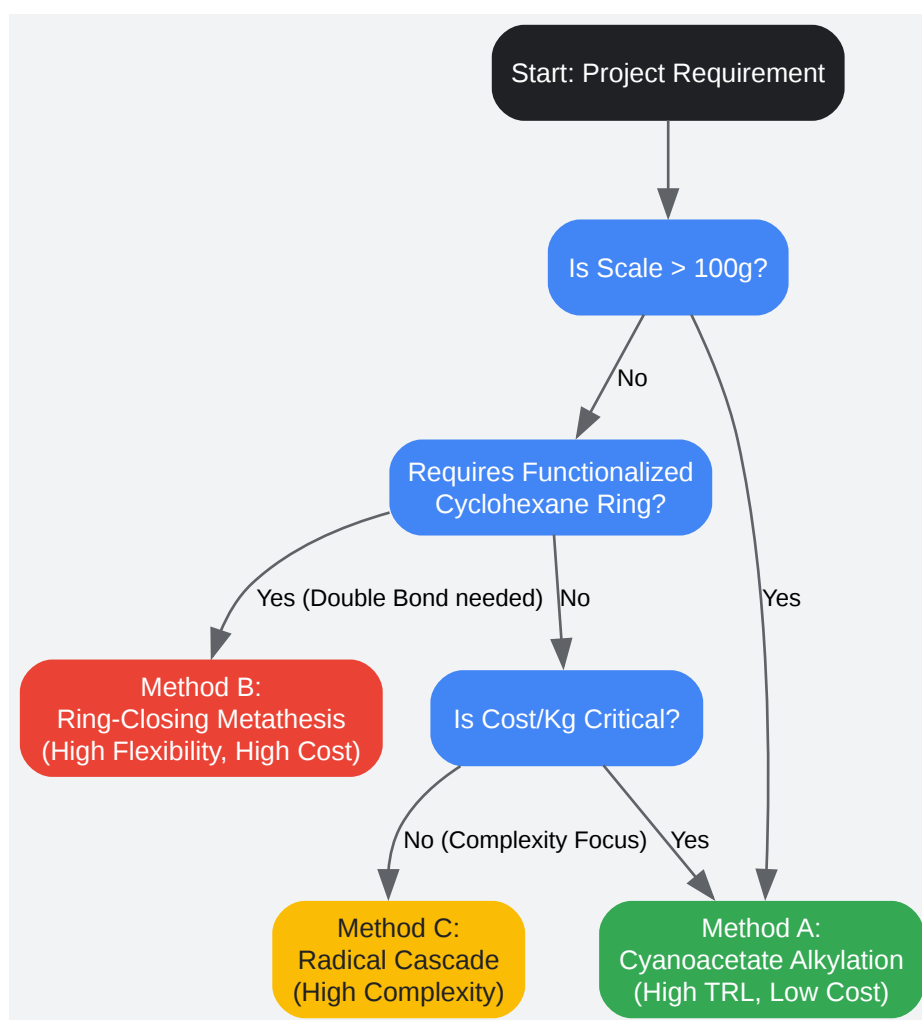 Start: Project Requirement
Is Scale > 100g?
No
Requires Functionalized
Cyclohexane Ring?
Yes (Double Bond needed)
No
Yes
Method B:
Ring-Closing Metathesis
(High Flexibility, High Cost)
Is Cost/Kg Critical?
No (Complexity Focus)
Yes
Method C:
Radical Cascade
(High Complexity)
Method A:
Cyanoacetate Alkylation
(High TRL, Low Cost)